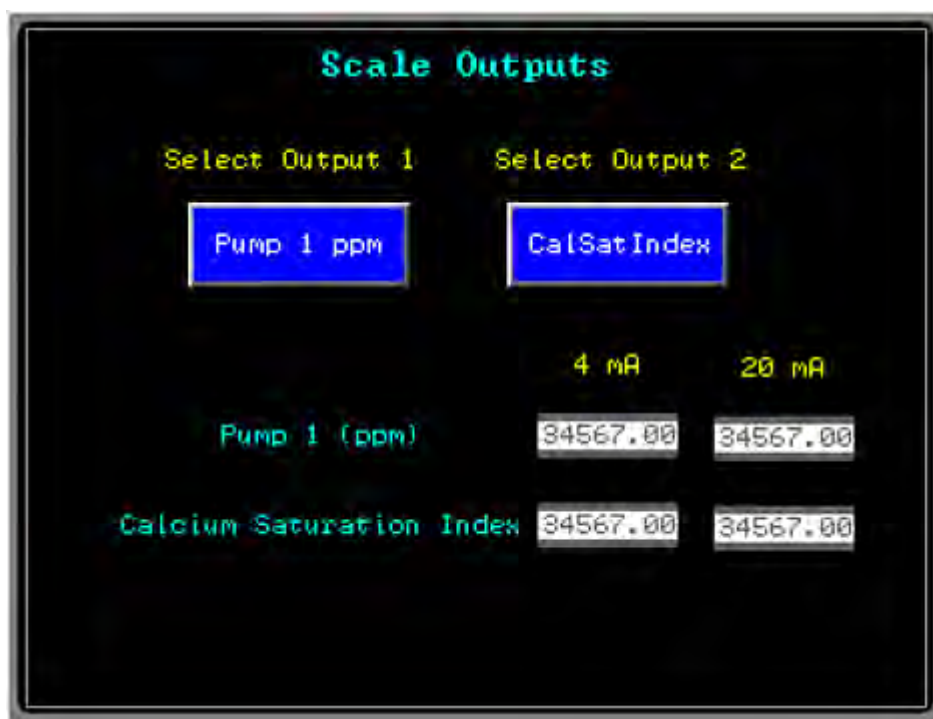 Scale Outputs
Select Output 1 Select Output 2
Pump 1 ppm CalSatIndex
4 mA 20 mA
Pump 1 (ppm) 34567.00 34567.00
Calcium Saturation Index 34567.00 34567.00